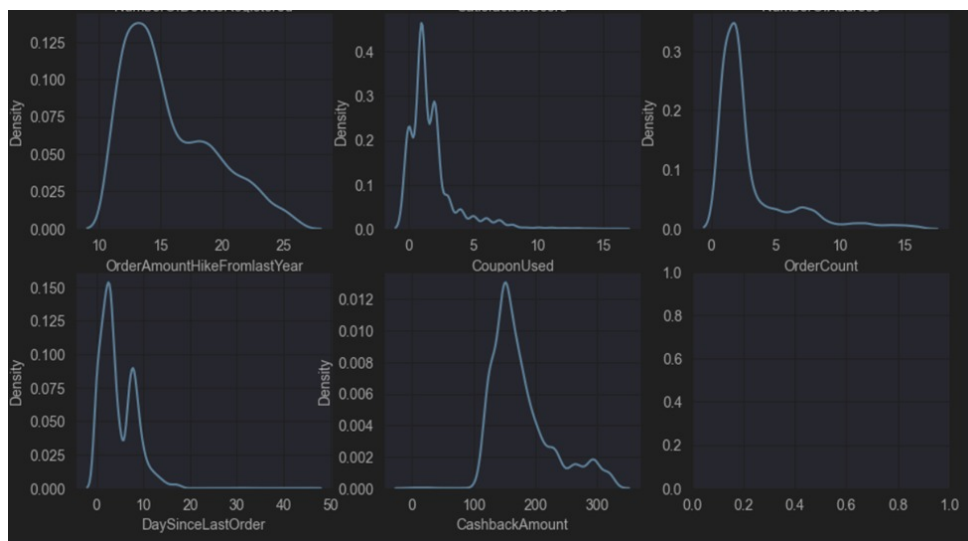 0.125
0.100
0.075
0.050
0.025
0.000
Density
10 15 20 25
OrderAmountHikeFromlastYear
0.4
0.3
0.2
0.1
0.0
Density
0 5 10 15
CouponUsed
0.3
0.2
0.1
0.0
Density
0 5 10 15
OrderCount
0.150
0.125
0.100
0.075
0.050
0.025
0.000
Density
0 10 20 30 40 50
DaySinceLastOrder
0.012
0.010
0.008
0.006
0.004
0.002
0.000
Density
0 100 200 300
CashbackAmount
1.0
0.8
0.6
0.4
0.2
0.0
0.0 0.2 0.4 0.6 0.8 1.0